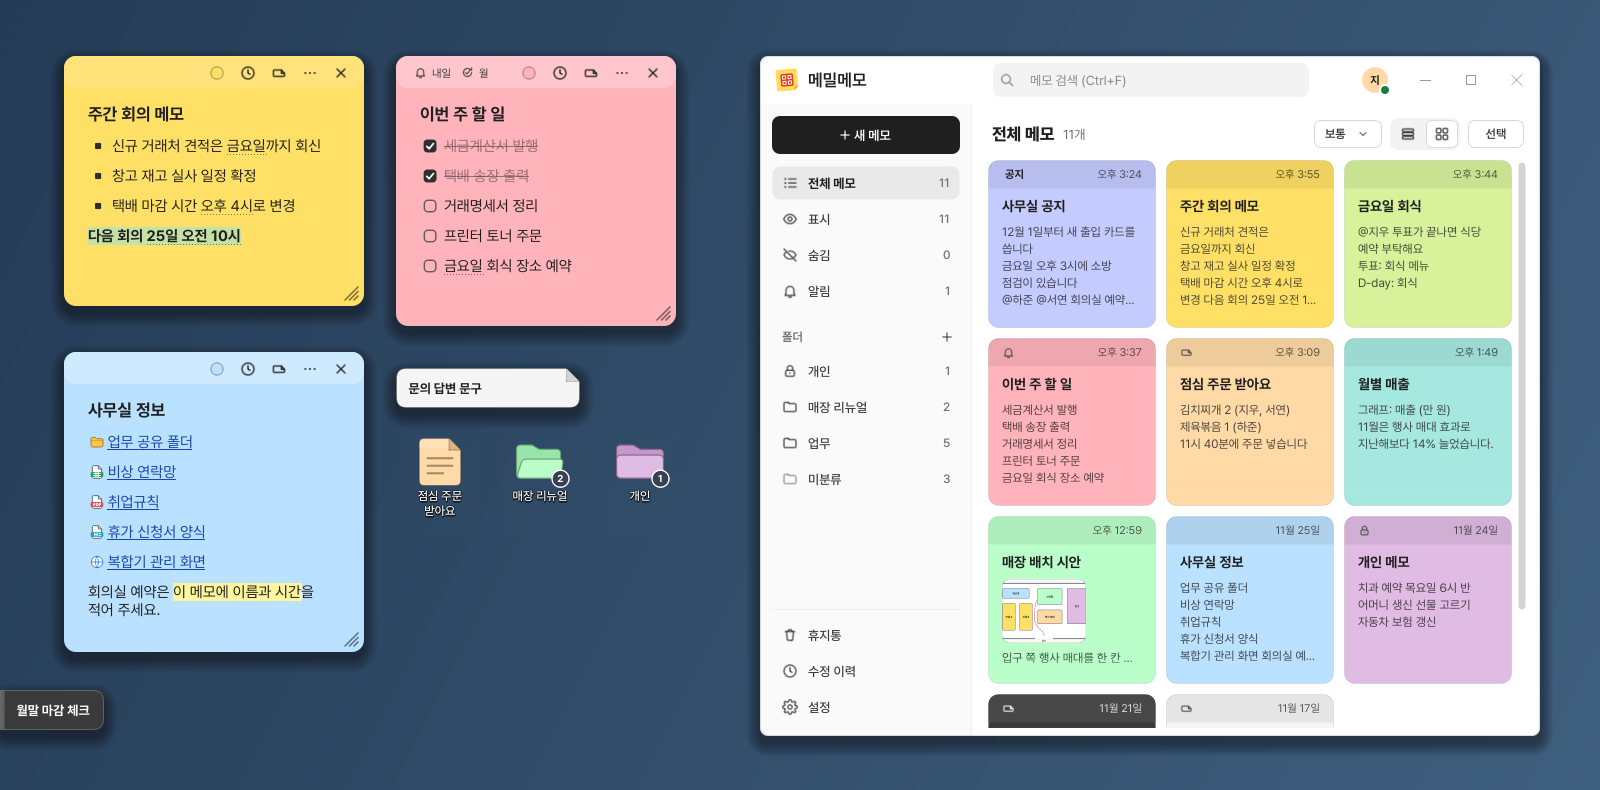 주간 회의 메모
신규 거래처 견적은 금요일까지 회신
창고 재고 실사 일정 확정
택배 마감 시간 오후 4시로 변경
다음 회의 25일 오전 10시
내일 월
이번 주 할 일
세금계산서 발행
택배 송장 출력
거래명세서 정리
프린터 토너 주문
금요일 회식 장소 예약
사무실 정보
업무 공유 폴더
비상 연락망
취업규칙
휴가 신청서 양식
복합기 관리 화면
회의실 예약은 이 메모에 이름과 시간을
적어 주세요.
문의 답변 문구
점심 주문
받아요
2
매장 리뉴얼
1
개인
월말 마감 체크
메밀메모
메모 검색 (Ctrl+F)
지
+ 새 메모
전체 메모 11
표시 11
숨김 0
알림 1
폴더 +
개인 1
매장 리뉴얼 2
업무 5
미분류 3
휴지통
수정 이력
설정
전체 메모 11개
보통
선택
공지 오후 3:24
사무실 공지
12월 1일부터 새 출입 카드를
씁니다
금요일 오후 3시에 소방
점검이 있습니다
@하준 @서연 회의실 예약...
오후 3:55
주간 회의 메모
신규 거래처 견적은
금요일까지 회신
창고 재고 실사 일정 확정
택배 마감 시간 오후 4시로
변경 다음 회의 25일 오전 1...
오후 3:44
금요일 회식
@지우 투표가 끝나면 식당
예약 부탁해요
투표: 회식 메뉴
D-day: 회식
오후 3:37
이번 주 할 일
세금계산서 발행
택배 송장 출력
거래명세서 정리
프린터 토너 주문
금요일 회식 장소 예약
오후 3:09
점심 주문 받아요
김치찌개 2 (지우, 서연)
제육볶음 1 (하준)
11시 40분에 주문 넣습니다
오후 1:49
월별 매출
그래프: 매출 (만 원)
11월은 행사 매대 효과로
지난해보다 14% 늘었습니다.
오후 12:59
매장 배치 시안
입구 쪽 행사 매대를 한 칸 ...
11월 25일
사무실 정보
업무 공유 폴더
비상 연락망
취업규칙
휴가 신청서 양식
복합기 관리 화면 회의실 예...
11월 24일
개인 메모
치과 예약 목요일 6시 반
어머니 생신 선물 고르기
자동차 보험 갱신
11월 21일
11월 17일